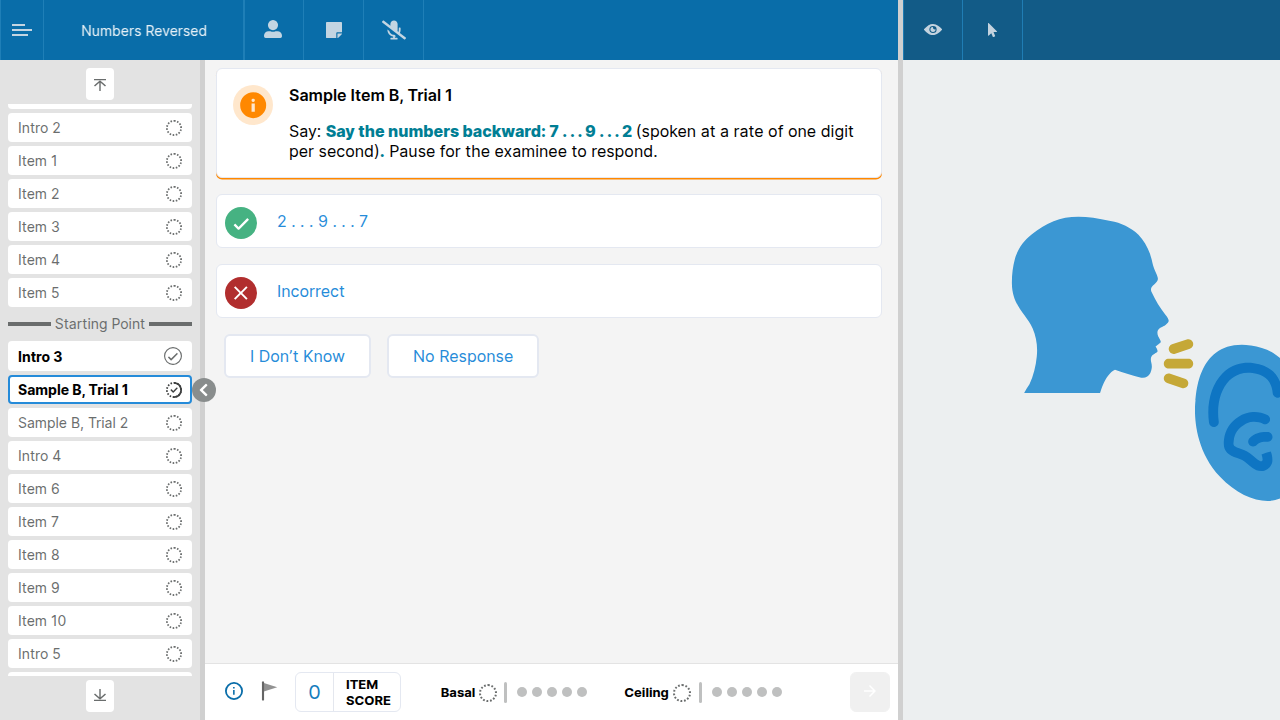 Numbers Reversed
Intro 2
Item 1
Item 2
Item 3
Item 4
Item 5
Starting Point
Intro 3
Sample B, Trial 1
Sample B, Trial 2
Intro 4
Item 6
Item 7
Item 8
Item 9
Item 10
Intro 5
Sample Item B, Trial 1
Say: Say the numbers backward: 7 . . . 9 . . . 2 (spoken at a rate of one digit
per second). Pause for the examinee to respond.
2 . . . 9 . . . 7
Incorrect
I Don’t Know
No Response
0
ITEM
SCORE
Basal
Ceiling